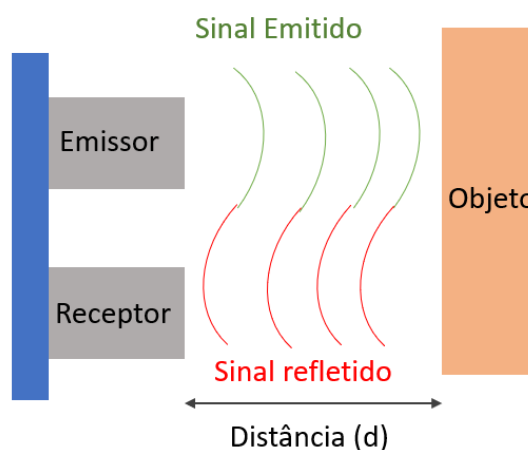 Sinal Emitido
Emissor
Objeto
Receptor
Sinal refletido
Distância (d)